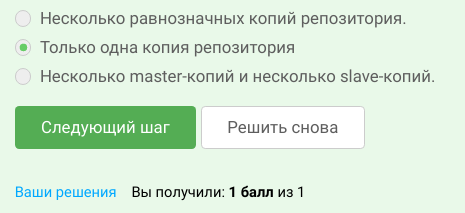 Несколько равнозначных копий репозитория.
Только одна копия репозитория
Несколько master-копий и несколько slave-копий.
Следующий шаг Решить снова
Ваши решения Вы получили: 1 балл из 1